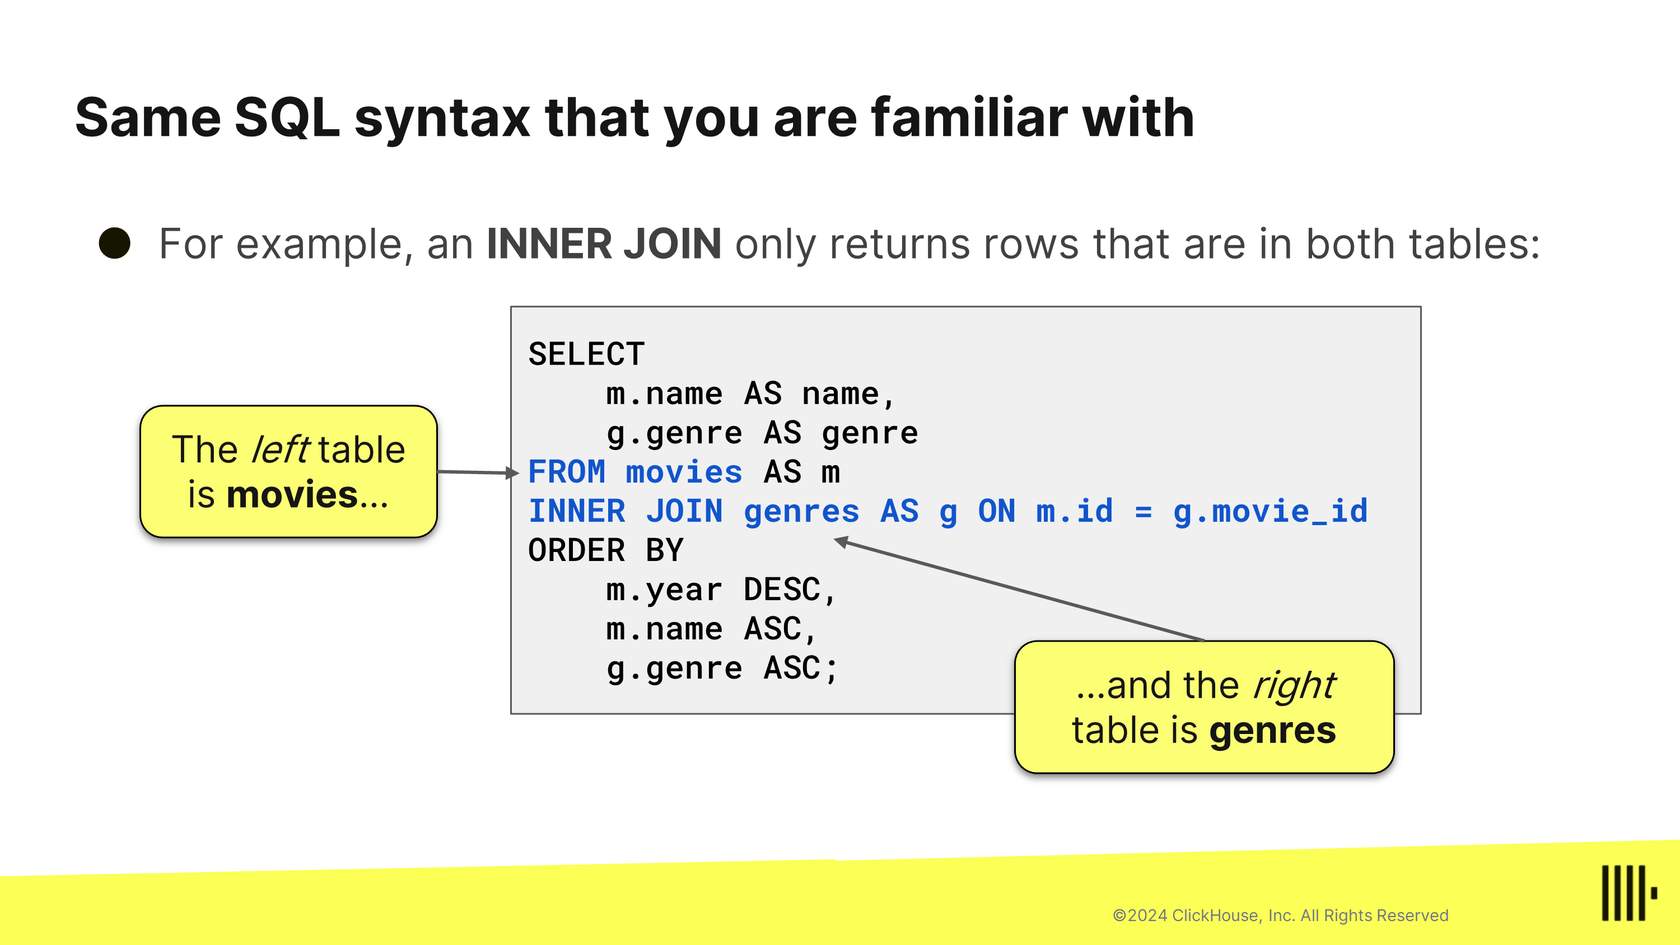 Same SQL syntax that you are familiar with
● For example, an INNER JOIN only returns rows that are in both tables:
The left table
is movies...
SELECT
    m.name AS name,
    g.genre AS genre
FROM movies AS m
INNER JOIN genres AS g ON m.id = g.movie_id
ORDER BY
    m.year DESC,
    m.name ASC,
    g.genre ASC;
...and the right
table is genres
©2024 ClickHouse, Inc. All Rights Reserved